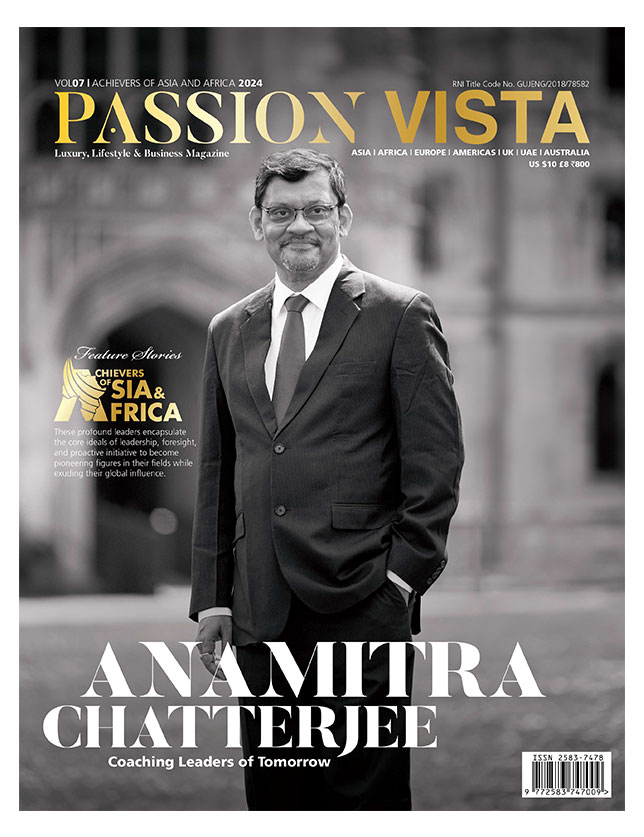 VOL07 | ACHIEVERS OF ASIA AND AFRICA 2024
RNI Title Code No. GUJENG/2018/78582
PASSION VISTA
Luxury, Lifestyle & Business Magazine
ASIA | AFRICA | EUROPE | AMERICAS | UK | UAE | AUSTRALIA
US $10 £8 ₹800
Feature Stories
ACHIEVERS
OF ASIA &
AFRICA
These profound leaders encapsulate
the core ideals of leadership, foresight,
and proactive initiative to become
pioneering figures in their fields while
exuding their global influence.
ANAMITRA
CHATTERJEE
Coaching Leaders of Tomorrow
ISSN 2583-7478
9 772583 747009>